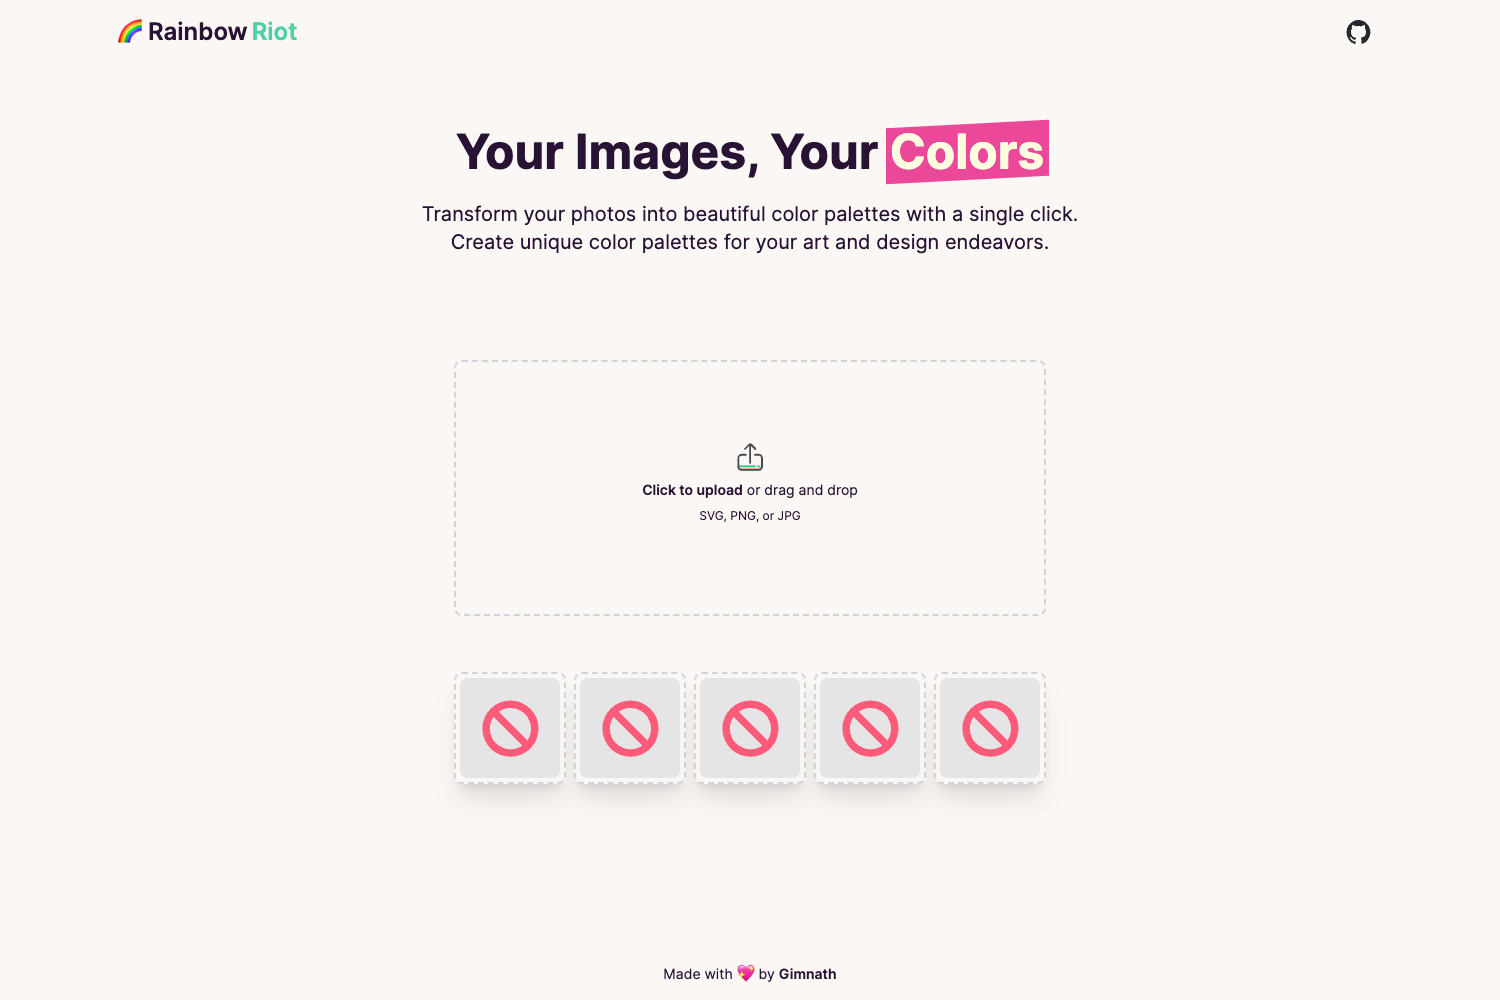 Rainbow Riot
Your Images, Your Colors
Transform your photos into beautiful color palettes with a single click.
Create unique color palettes for your art and design endeavors.
Click to upload or drag and drop
SVG, PNG, or JPG
Made with 💖 by Gimnath